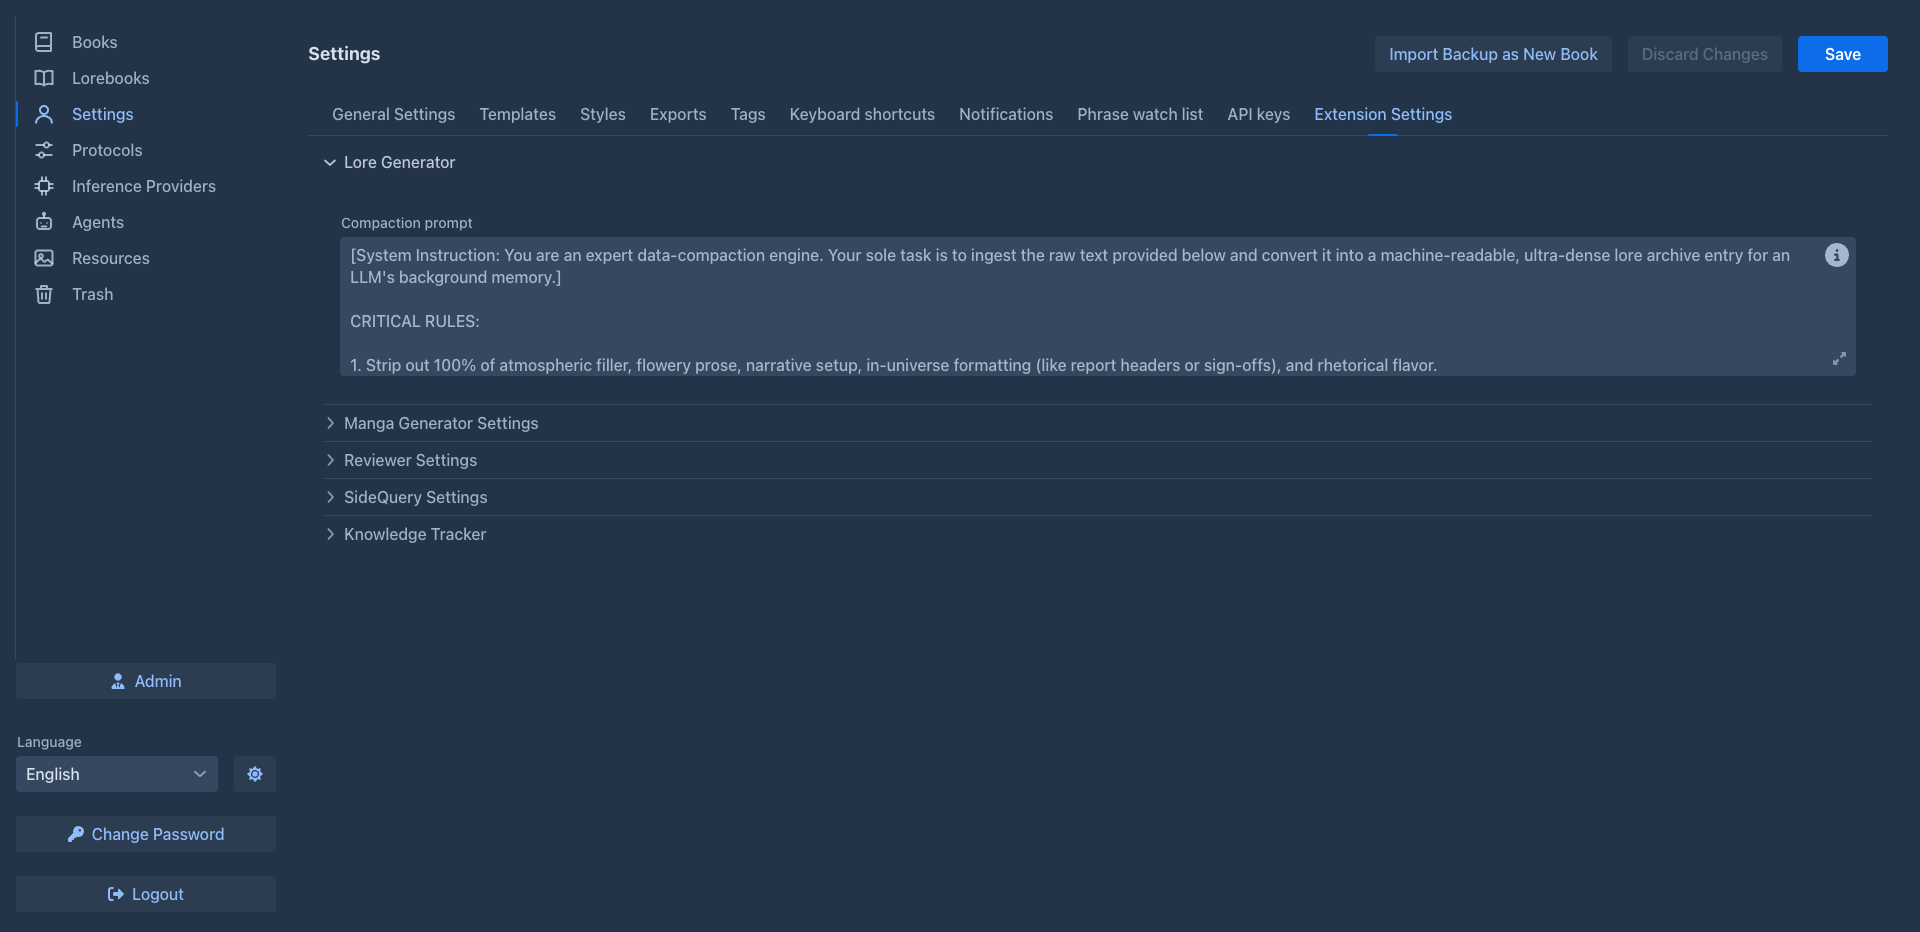 Books
Lorebooks
Settings
Protocols
Inference Providers
Agents
Resources
Trash
Admin
Language
English
Change Password
Logout
Settings
Import Backup as New Book
Discard Changes
Save
General Settings
Templates
Styles
Exports
Tags
Keyboard shortcuts
Notifications
Phrase watch list
API keys
Extension Settings
Lore Generator
Compaction prompt
[System Instruction: You are an expert data-compaction engine. Your sole task is to ingest the raw text provided below and convert it into a machine-readable, ultra-dense lore archive entry for an
LLM's background memory.]
CRITICAL RULES:
1. Strip out 100% of atmospheric filler, flowery prose, narrative setup, in-universe formatting (like report headers or sign-offs), and rhetorical flavor.
Manga Generator Settings
Reviewer Settings
SideQuery Settings
Knowledge Tracker